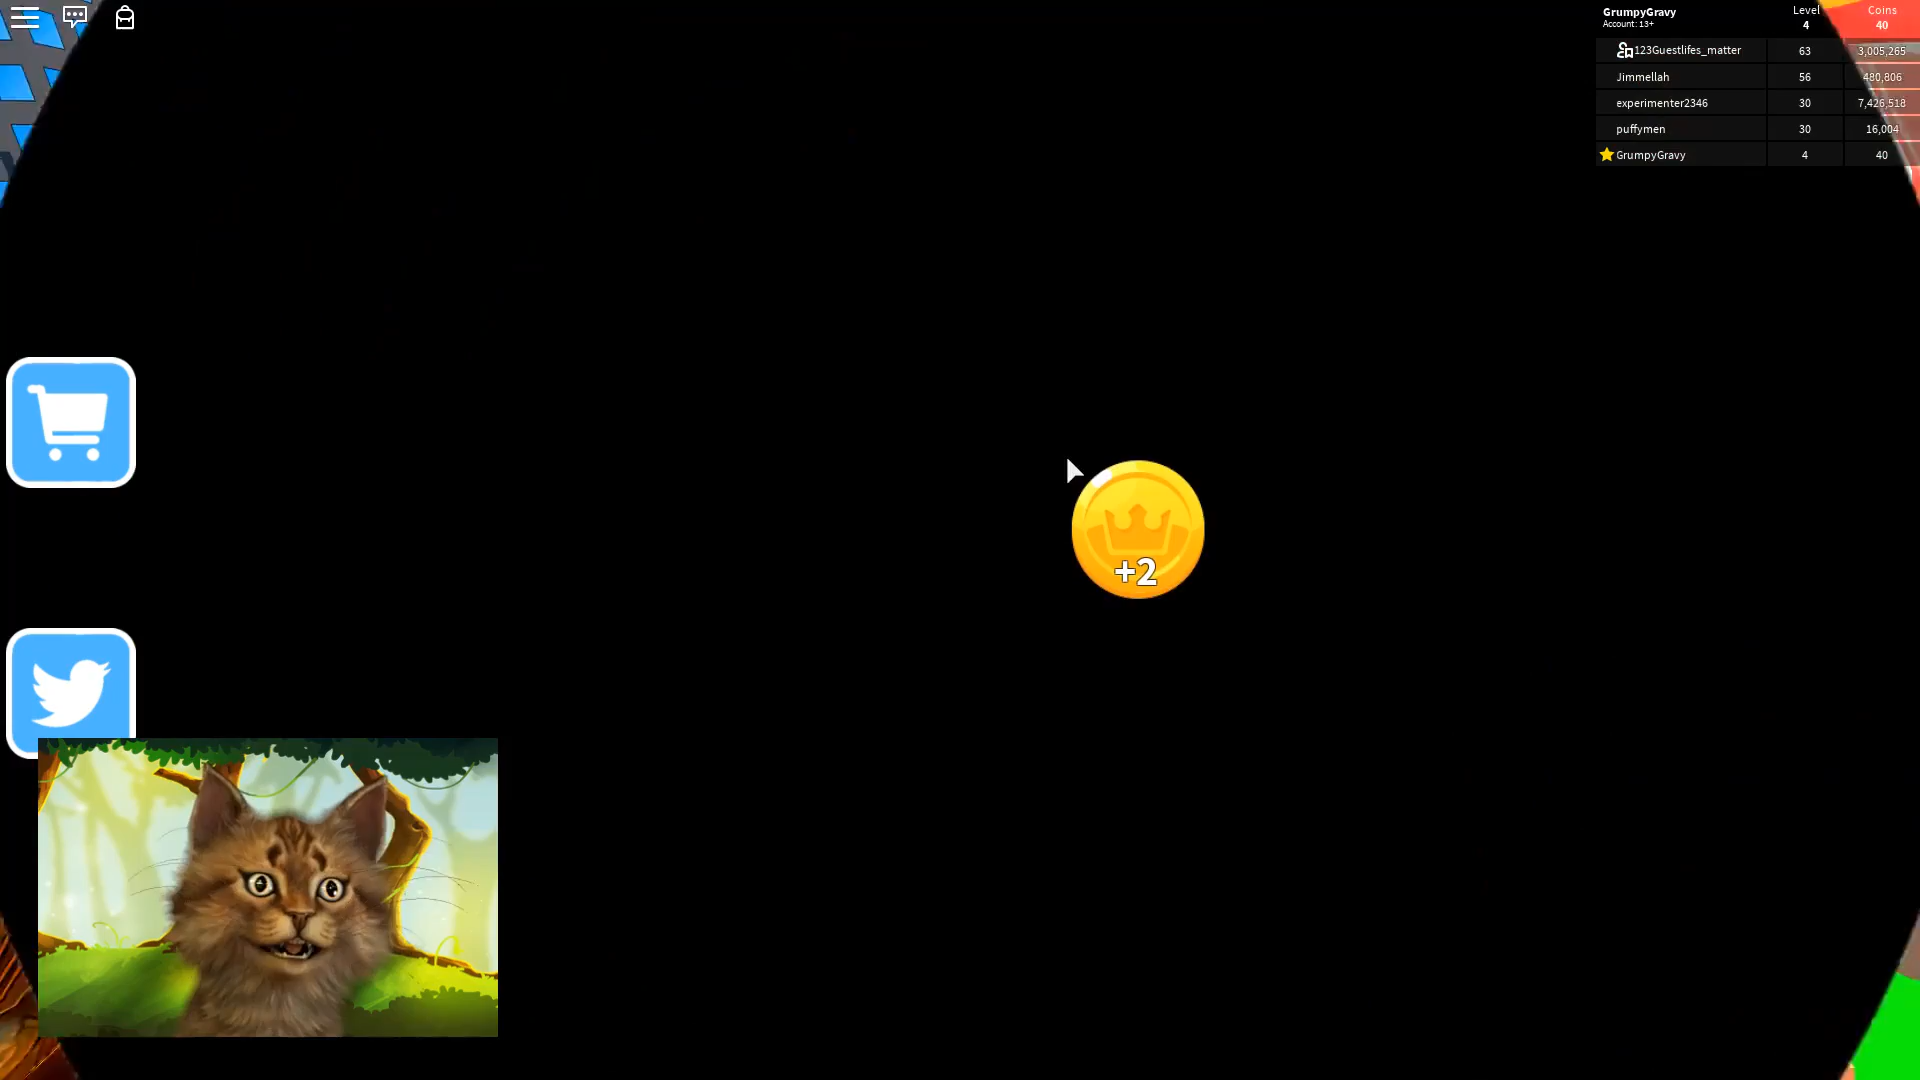 GrumpyGravy Level Coins
Account: 13+ 4 40
123Guestlifes_matter 63 3,005,265
Jimmellah 56 480,806
experimenter2346 30 7,426,518
puffymen 30 16,004
GrumpyGravy 4 40
+2